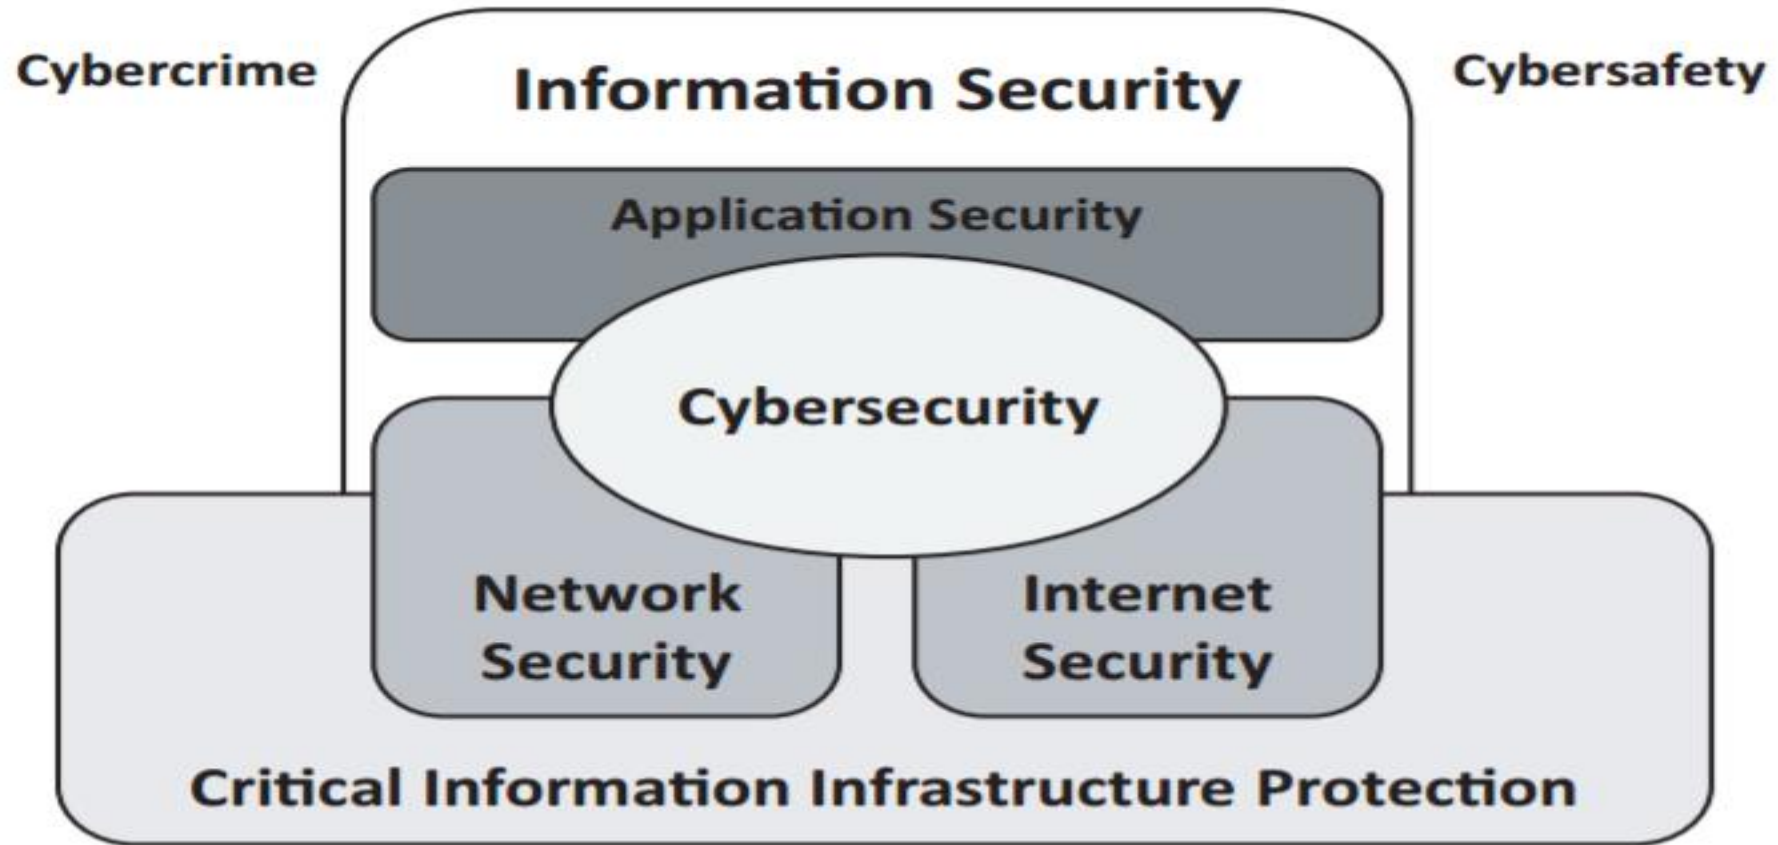 Cybercrime
Information Security
Cybersafety
Application Security
Cybersecurity
Network
Security
Internet
Security
Critical Information Infrastructure Protection